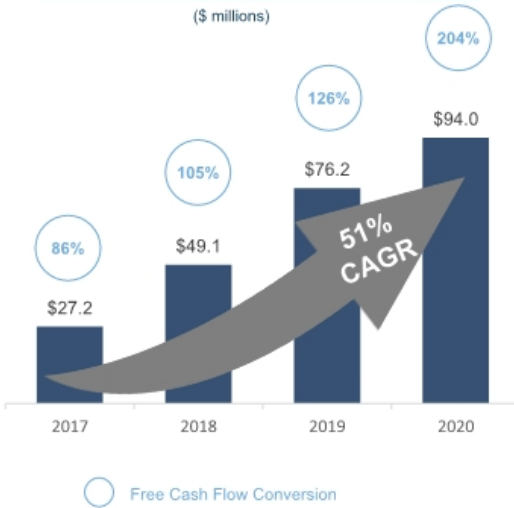 ($ millions)
204%
126%
$94.0
105%
$76.2
86%
$49.1
51%
CAGR
$27.2
2017 2018 2019 2020
Free Cash Flow Conversion